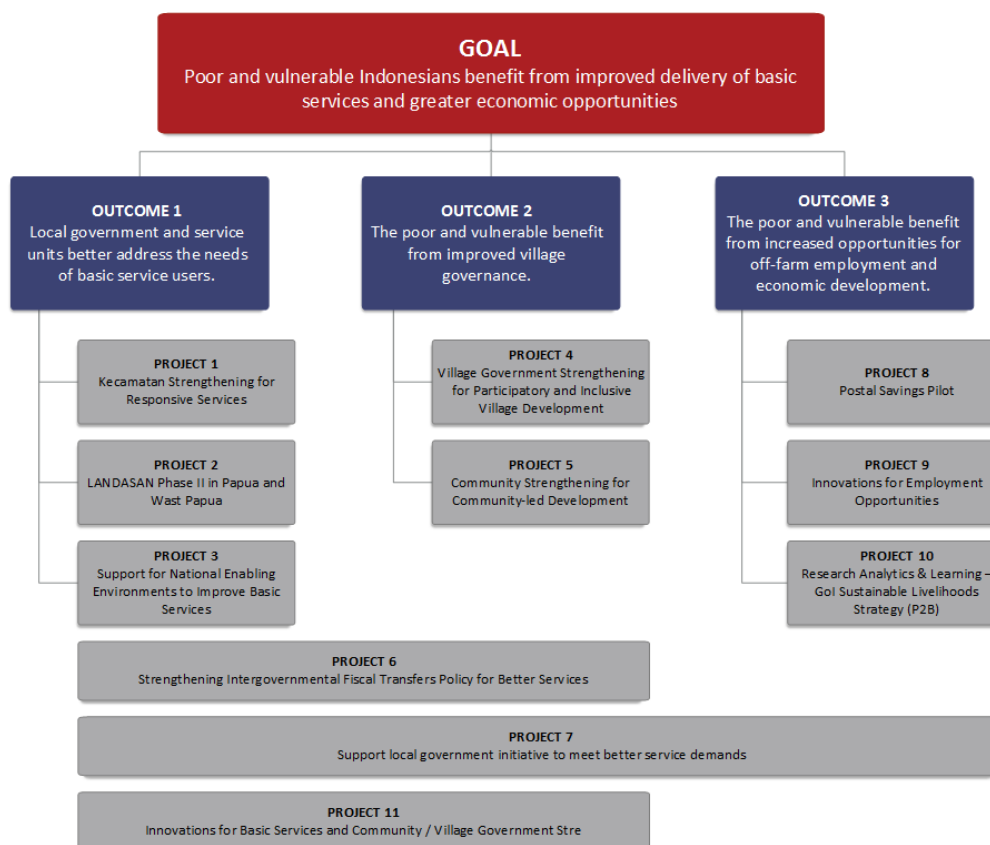 GOAL
Poor and vulnerable Indonesians benefit from improved delivery of basic
services and greater economic opportunities
OUTCOME 1
Local government and service
units better address the needs
of basic service users.
OUTCOME 2
The poor and vulnerable benefit
from improved village
governance.
OUTCOME 3
The poor and vulnerable benefit
from increased opportunities for
off-farm employment and
economic development.
PROJECT 1
Kecamatan Strengthening for
Responsive Services
PROJECT 2
LANDASAN Phase II in Papua and
Wast Papua
PROJECT 3
Support for National Enabling
Environments to Improve Basic
Services
PROJECT 4
Village Government Strengthening
for Participatory and Inclusive
Village Development
PROJECT 5
Community Strengthening for
Community-led Development
PROJECT 8
Postal Savings Pilot
PROJECT 9
Innovations for Employment
Opportunities
PROJECT 10
Research Analytics & Learning –
GoI Sustainable Livelihoods
Strategy (P2B)
PROJECT 6
Strengthening Intergovernmental Fiscal Transfers Policy for Better Services
PROJECT 7
Support local government initiative to meet better service demands
PROJECT 11
Innovations for Basic Services and Community / Village Government Stre